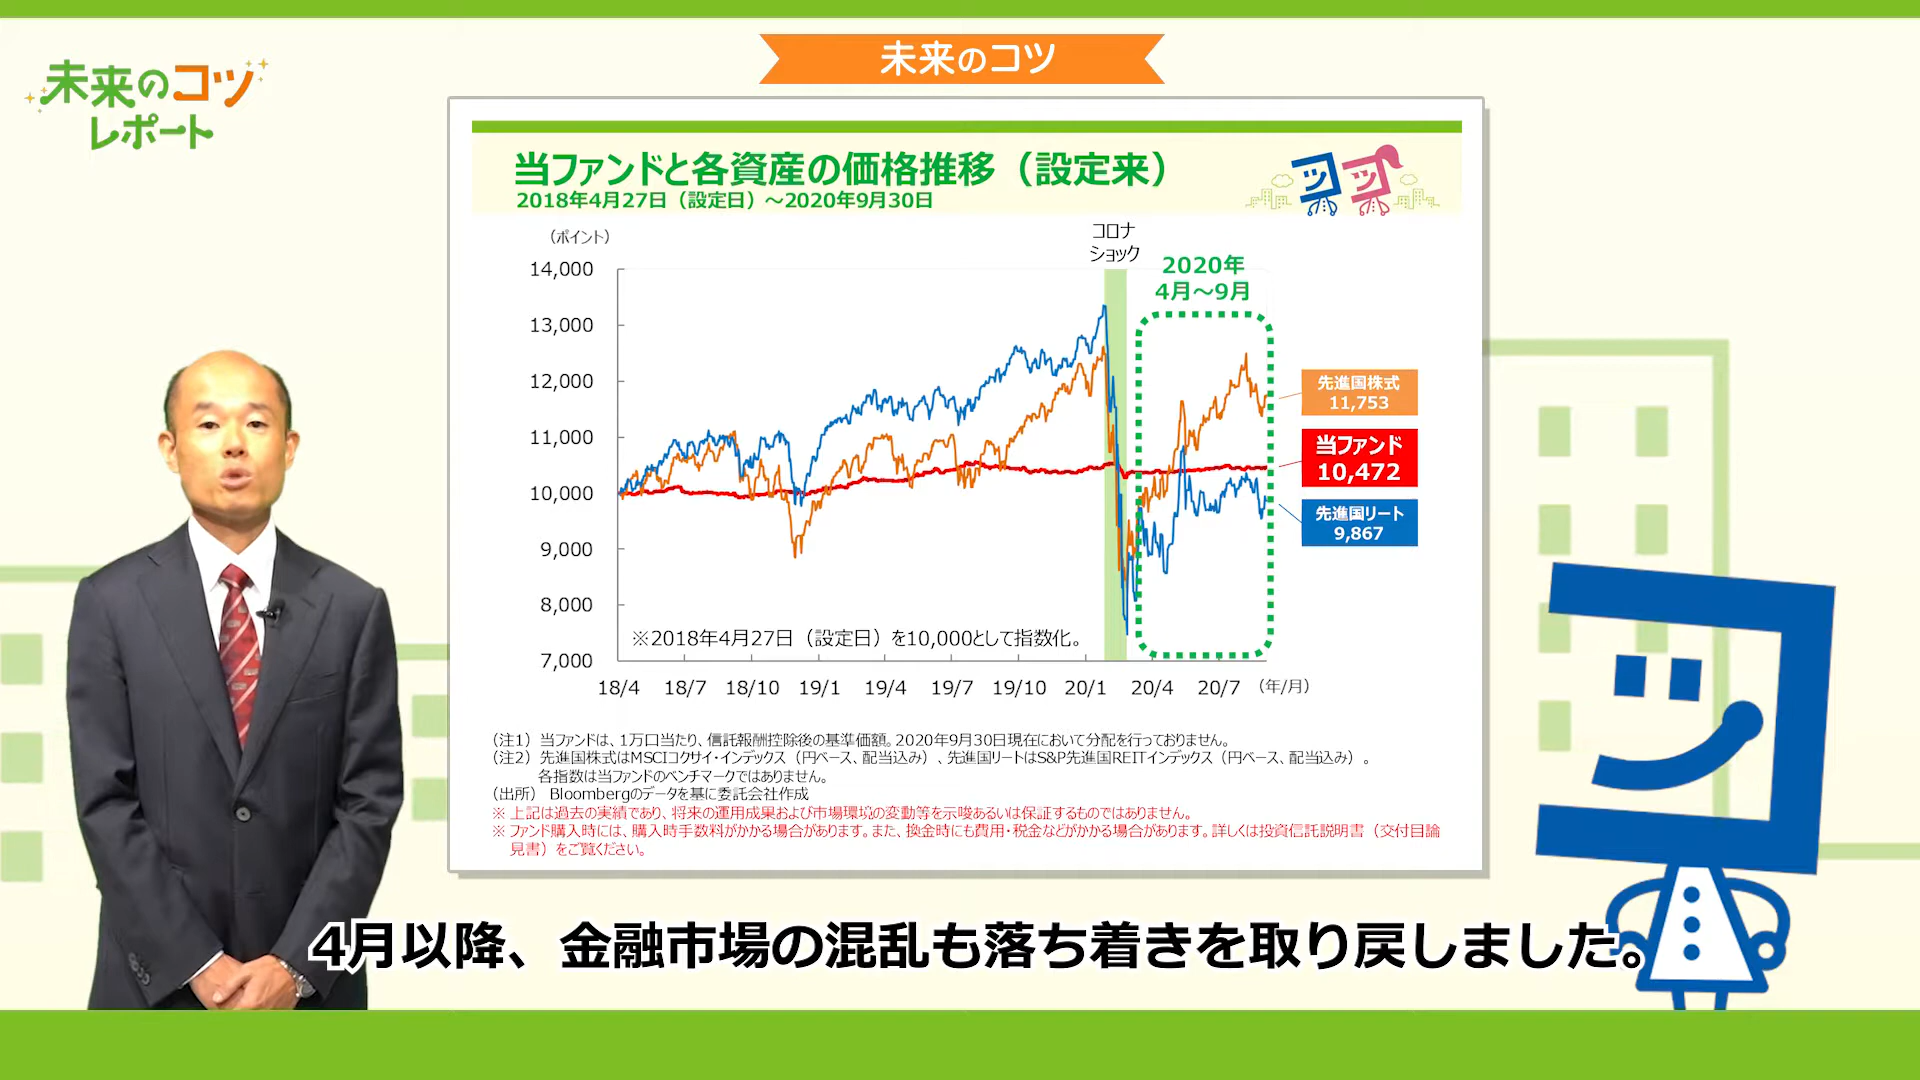 未来のコツ
レポート
未来のコツ
当ファンドと各資産の価格推移（設定来）
2018年4月27日（設定日）～2020年9月30日
（ポイント）
コロナ
ショック
2020年
4月～9月
14,000
13,000
12,000
11,000
10,000
9,000
8,000
7,000
先進国株式
11,753
当ファンド
10,472
先進国リート
9,867
※2018年4月27日（設定日）を10,000として指数化。
18/4 18/7 18/10 19/1 19/4 19/7 19/10 20/1 20/4 20/7 （年/月）
（注1）当ファンドは、1万口当たり、信託報酬控除後の基準価額。2020年9月30日現在において分配を行っておりません。
（注2）先進国株式はMSCIコクサイ・インデックス（円ベース、配当込み）、先進国リートはS&P先進国REITインデックス（円ベース、配当込み）。
各指数は当ファンドのベンチマークではありません。
（出所）Bloombergのデータを基に委託会社作成
※ 上記は過去の実績であり、将来の運用成果および市場環境の変動等を示唆あるいは保証するものではありません。
※ ファンド購入時には、購入時手数料がかかる場合があります。また、換金時にも費用・税金などがかかる場合があります。詳しくは投資信託説明書（交付目論
見書）をご覧ください。
4月以降、金融市場の混乱も落ち着きを取り戻しました。